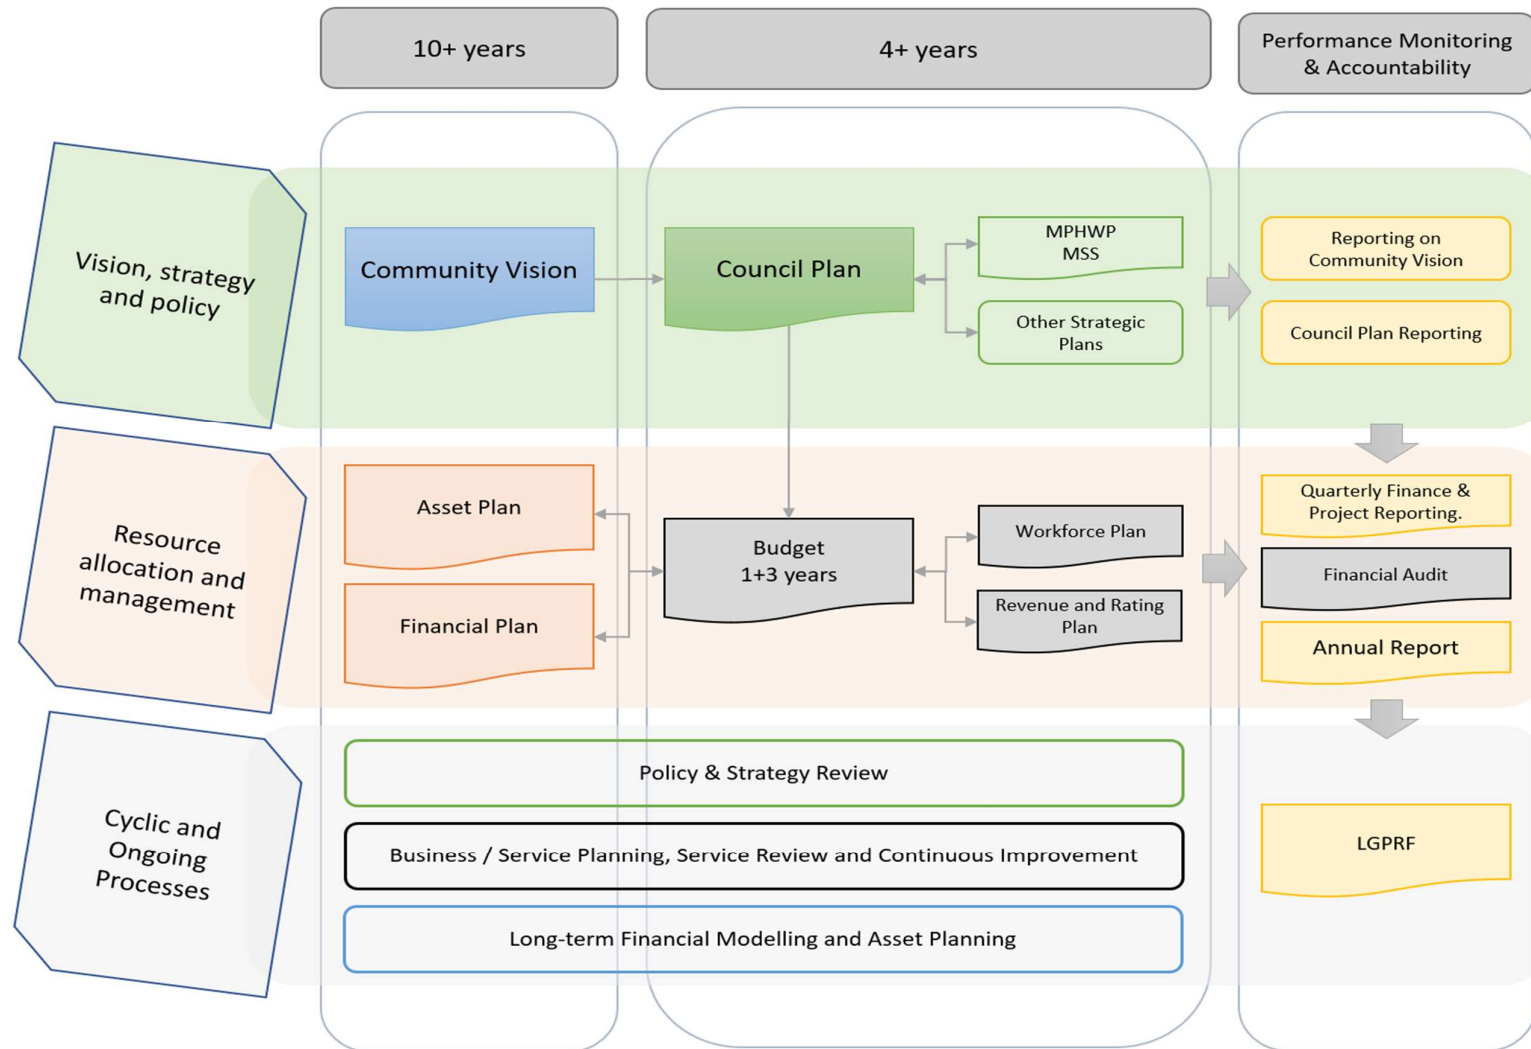 10+ years
4+ years
Performance Monitoring
& Accountability
Vision, strategy
and policy
Community Vision
Council Plan
MPHWP
MSS
Other Strategic
Plans
Reporting on
Community Vision
Council Plan Reporting
Resource
allocation and
management
Asset Plan
Financial Plan
Budget
1+3 years
Workforce Plan
Revenue and Rating
Plan
Quarterly Finance &
Project Reporting.
Financial Audit
Annual Report
Cyclic and
Ongoing
Processes
Policy & Strategy Review
Business / Service Planning, Service Review and Continuous Improvement
Long-term Financial Modelling and Asset Planning
LGPRF